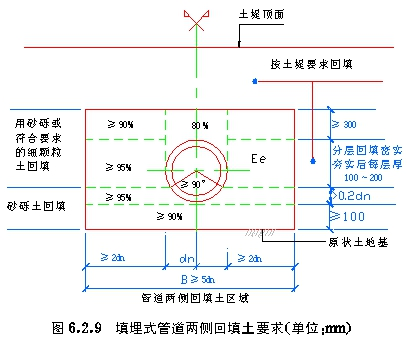 土堤顶面
按土堤要求回填
用砂砾或
符合要求
的细颗粒
土回填
≥90%
80%
Ee
≥300
≥95%
分层回填夯实
夯实后每层厚
100~200
≥90°
≥95%
>0.2dn
砂砾土回填
≥90%
≥100
原状土地基
≥2dn
dn
≥2dn
B≥5dn
管道两侧回填土区域
图 6.2.9 填埋式管道两侧回填土要求(单位:mm)